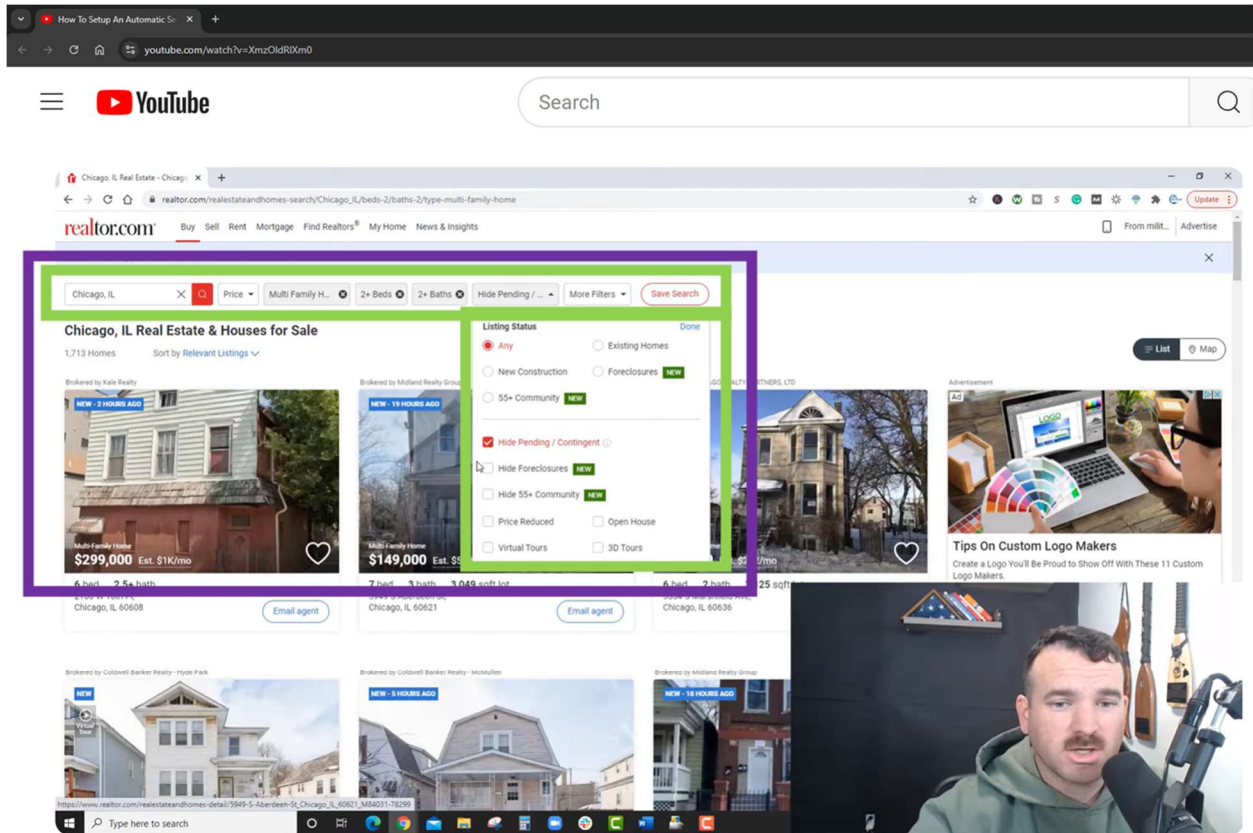 How To Setup An Automatic Se
youtube.com/watch?v=XmzOldRlXm0
YouTube
Search
Chicago, IL Real Estate - Chicago
realtor.com/realestateandhomes-search/Chicago_IL/beds-2/baths-2/type-multi-family-home
Update
realtor.com® Buy Sell Rent Mortgage Find Realtors® My Home News & Insights From milit... Advertise
Chicago, IL Price Multi Family H... 2+ Beds 2+ Baths Hide Pending / ... More Filters Save Search
Chicago, IL Real Estate & Houses for Sale
1,713 Homes Sort by Relevant Listings
List Map
Listing Status Done
Any Existing Homes
New Construction Foreclosures NEW
55+ Community NEW
Hide Pending / Contingent
Hide Foreclosures NEW
Hide 55+ Community NEW
Price Reduced Open House
Virtual Tours 3D Tours
Brokered by Kale Realty
NEW - 2 HOURS AGO
Multi-Family Home
$299,000 Est. $1K/mo
6 bed 2.5+ bath
Chicago, IL 60608
Email agent
Brokered by Midland Realty Group
NEW - 19 HOURS AGO
Multi-Family Home
$149,000 Est. $5
7 bed 3 bath 3,049 sqft lot
5949 S Aberdeen St,
Chicago, IL 60621
Email agent
6 bed 2 bath
Chicago, IL 60636
Advertisement
Ad
LOGO
Tips On Custom Logo Makers
Create a Logo You'll Be Proud to Show Off With These 11 Custom
Logo Makers.
Brokered by Coldwell Banker Realty - Hyde Park
NEW
Virtual
Tour
Brokered by Coldwell Banker Realty - McMullen
NEW - 5 HOURS AGO
Brokered by Midland Realty Group
NEW - 18 HOURS AGO
https://www.realtor.com/realestateandhomes-detail/5949-S-Aberdeen-St_Chicago_IL_60621_M84031-78299
Type here to search